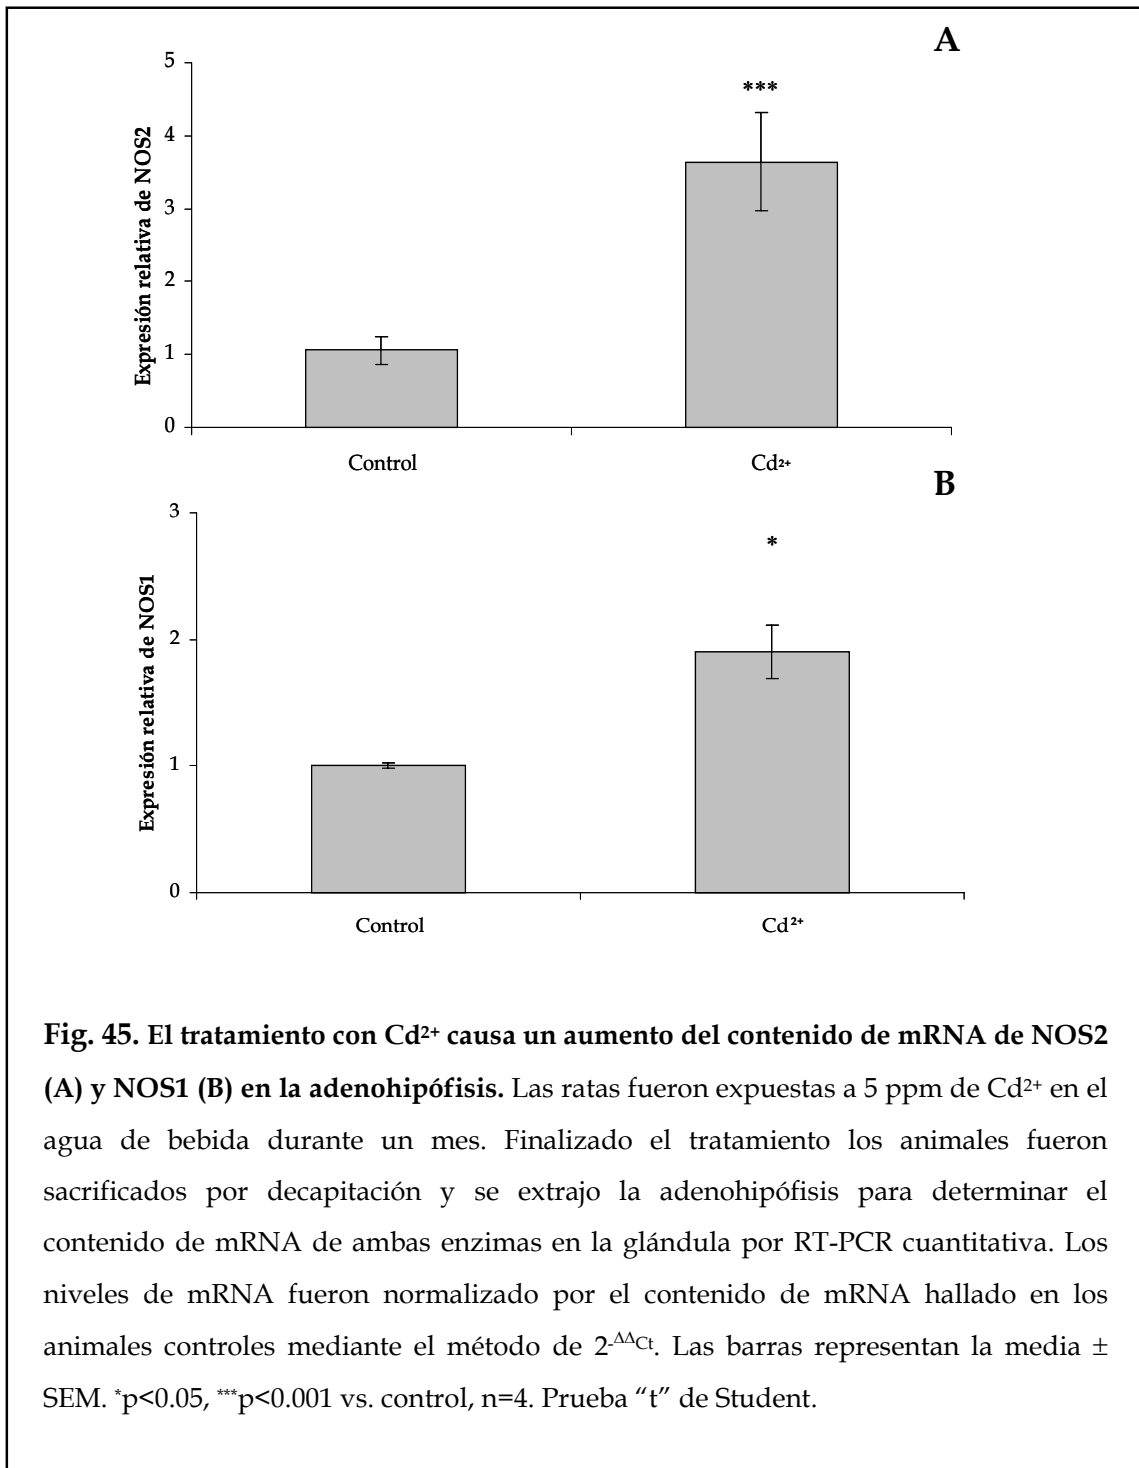 A
Expresión relativa de NOS2
5
4
3
2
1
0
***
Control
Cd²⁺
B
Expresión relativa de NOS1
3
2
1
0
*
Control
Cd²⁺
Fig. 45. El tratamiento con Cd²⁺ causa un aumento del contenido de mRNA de NOS2
(A) y NOS1 (B) en la adenohipófisis. Las ratas fueron expuestas a 5 ppm de Cd²⁺ en el
agua de bebida durante un mes. Finalizado el tratamiento los animales fueron
sacrificados por decapitación y se extrajo la adenohipófisis para determinar el
contenido de mRNA de ambas enzimas en la glándula por RT-PCR cuantitativa. Los
niveles de mRNA fueron normalizado por el contenido de mRNA hallado en los
animales controles mediante el método de 2-ΔΔCt. Las barras representan la media ±
SEM. *p<0.05, ***p<0.001 vs. control, n=4. Prueba “t” de Student.